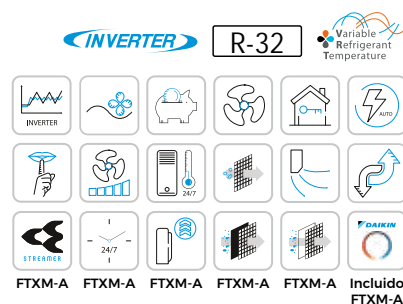 INVERTER
R-32
Variable
Refrigerant
Temperature
INVERTER
AUTO
24/7
STREAMER
24/7
DAIKIN
FTXM-A FTXM-A FTXM-A FTXM-A FTXM-A Incluido
FTXM-A